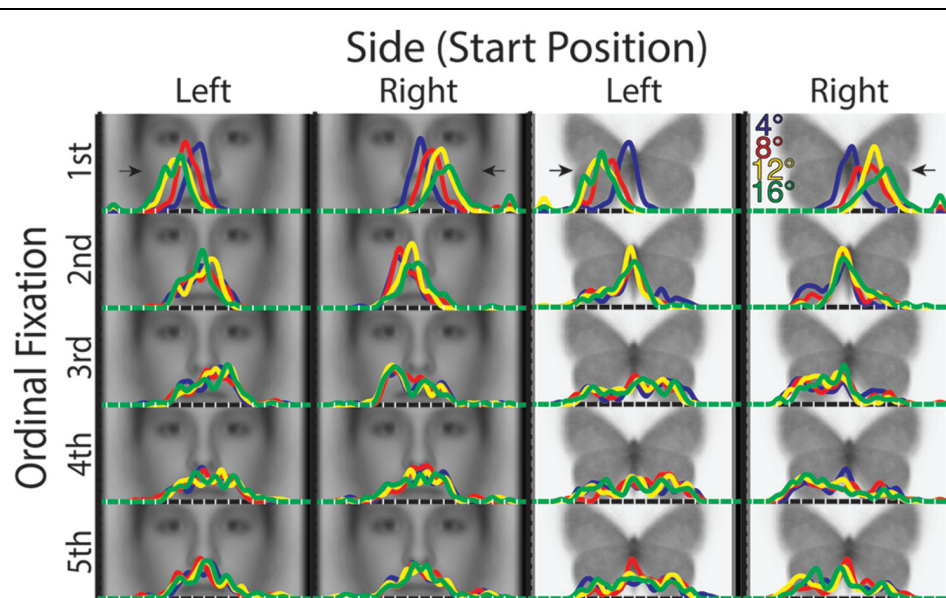 Side (Start Position)
Left
Right
Left
Right
Ordinal Fixation
1st
2nd
3rd
4th
5th
4°
8°
12°
16°